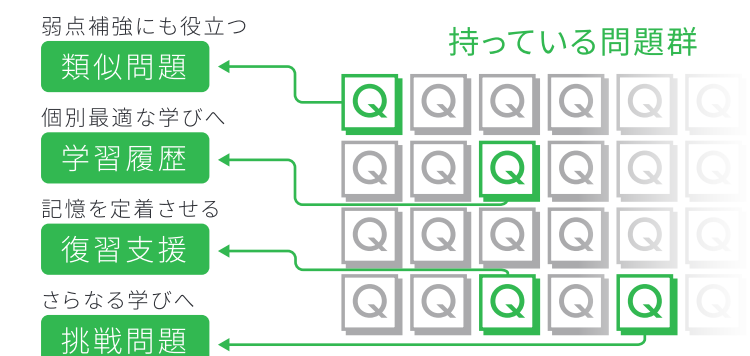 弱点補強にも役立つ
類似問題
個別最適な学びへ
学習履歴
記憶を定着させる
復習支援
さらなる学びへ
挑戦問題
持っている問題群
Q Q Q Q Q Q
Q Q Q Q Q Q
Q Q Q Q Q Q
Q Q Q Q Q Q